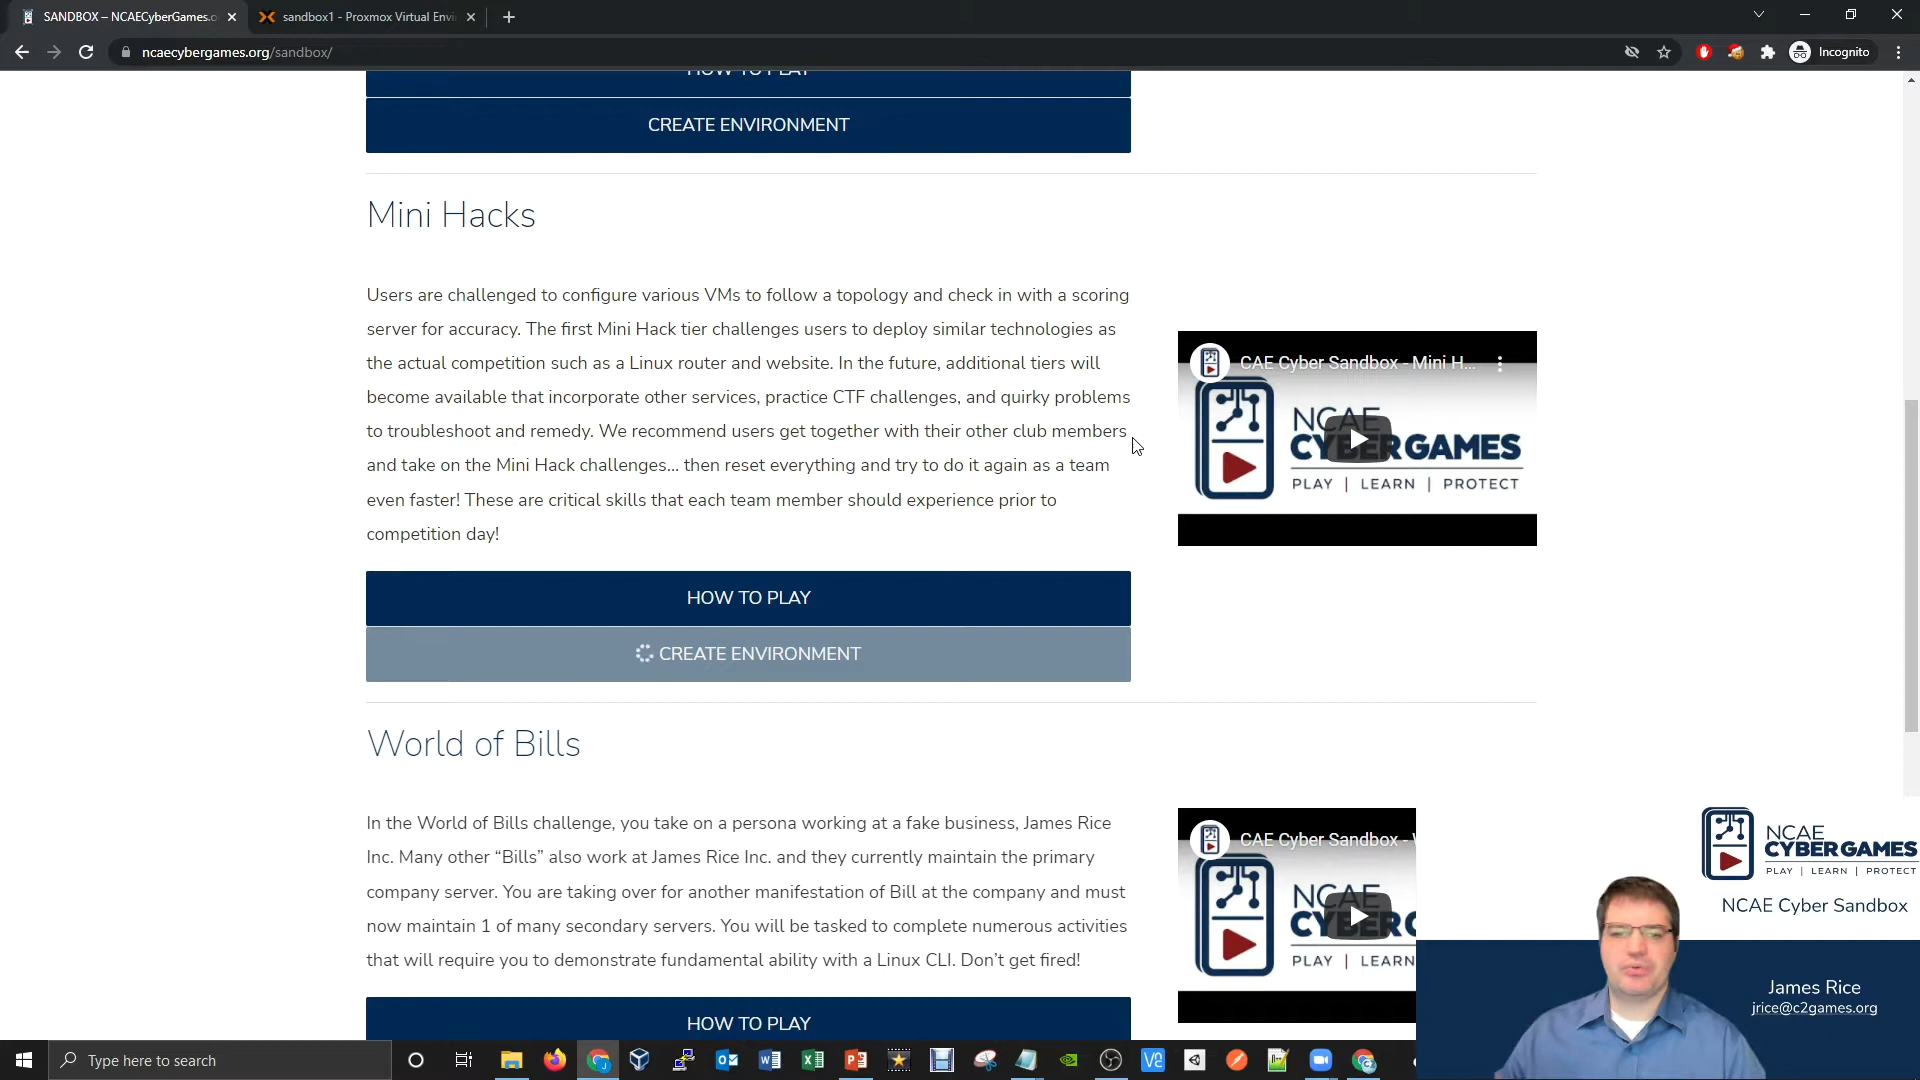 SANDBOX – NCAECyberGames.o
sandbox1 - Proxmox Virtual Envi
ncaecybergames.org/sandbox/
Incognito
HOW TO PLAY
CREATE ENVIRONMENT
Mini Hacks
Users are challenged to configure various VMs to follow a topology and check in with a scoring
server for accuracy. The first Mini Hack tier challenges users to deploy similar technologies as
the actual competition such as a Linux router and website. In the future, additional tiers will
become available that incorporate other services, practice CTF challenges, and quirky problems
to troubleshoot and remedy. We recommend users get together with their other club members
and take on the Mini Hack challenges... then reset everything and try to do it again as a team
even faster! These are critical skills that each team member should experience prior to
competition day!
CAE Cyber Sandbox - Mini H...
NCAE
CYBERGAMES
PLAY | LEARN | PROTECT
HOW TO PLAY
CREATE ENVIRONMENT
World of Bills
In the World of Bills challenge, you take on a persona working at a fake business, James Rice
Inc. Many other “Bills” also work at James Rice Inc. and they currently maintain the primary
company server. You are taking over for another manifestation of Bill at the company and must
now maintain 1 of many secondary servers. You will be tasked to complete numerous activities
that will require you to demonstrate fundamental ability with a Linux CLI. Don’t get fired!
CAE Cyber Sandbox -
NCAE
CYBERG
PLAY | LEARN
HOW TO PLAY
NCAE
CYBERGAMES
PLAY | LEARN | PROTECT
NCAE Cyber Sandbox
James Rice
jrice@c2games.org
Type here to search